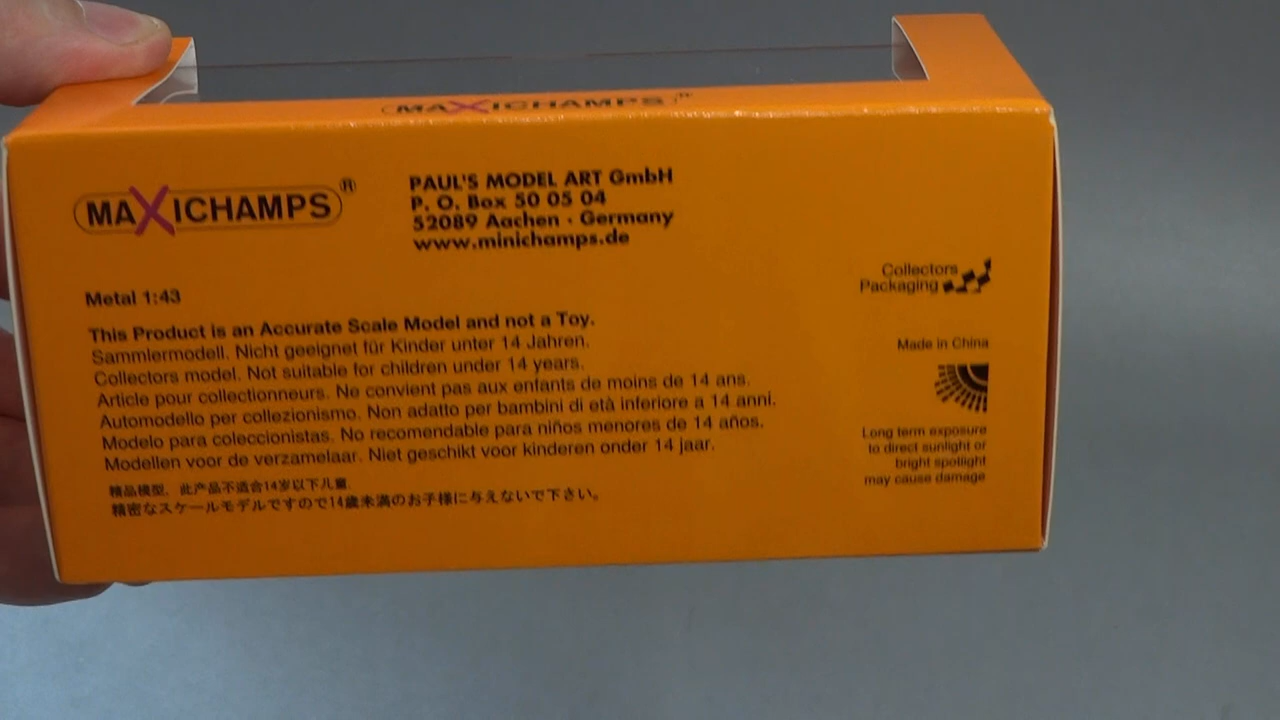 MAXICHAMPS®
MAXICHAMPS®
PAUL'S MODEL ART GmbH
P. O. Box 50 05 04
52089 Aachen · Germany
www.minichamps.de
Collectors
Packaging
Metal 1:43
This Product is an Accurate Scale Model and not a Toy.
Sammlermodell. Nicht geeignet für Kinder unter 14 Jahren.
Collectors model. Not suitable for children under 14 years.
Article pour collectionneurs. Ne convient pas aux enfants de moins de 14 ans.
Automodello per collezionismo. Non adatto per bambini di età inferiore a 14 anni.
Modelo para coleccionistas. No recomendable para niños menores de 14 años.
Modellen voor de verzamelaar. Niet geschikt voor kinderen onder 14 jaar.
精品模型，此产品不适合14岁以下儿童.
精密なスケールモデルですので14歳未満のお子様に与えないで下さい。
Made in China
Long term exposure
to direct sunlight or
bright spotlight
may cause damage